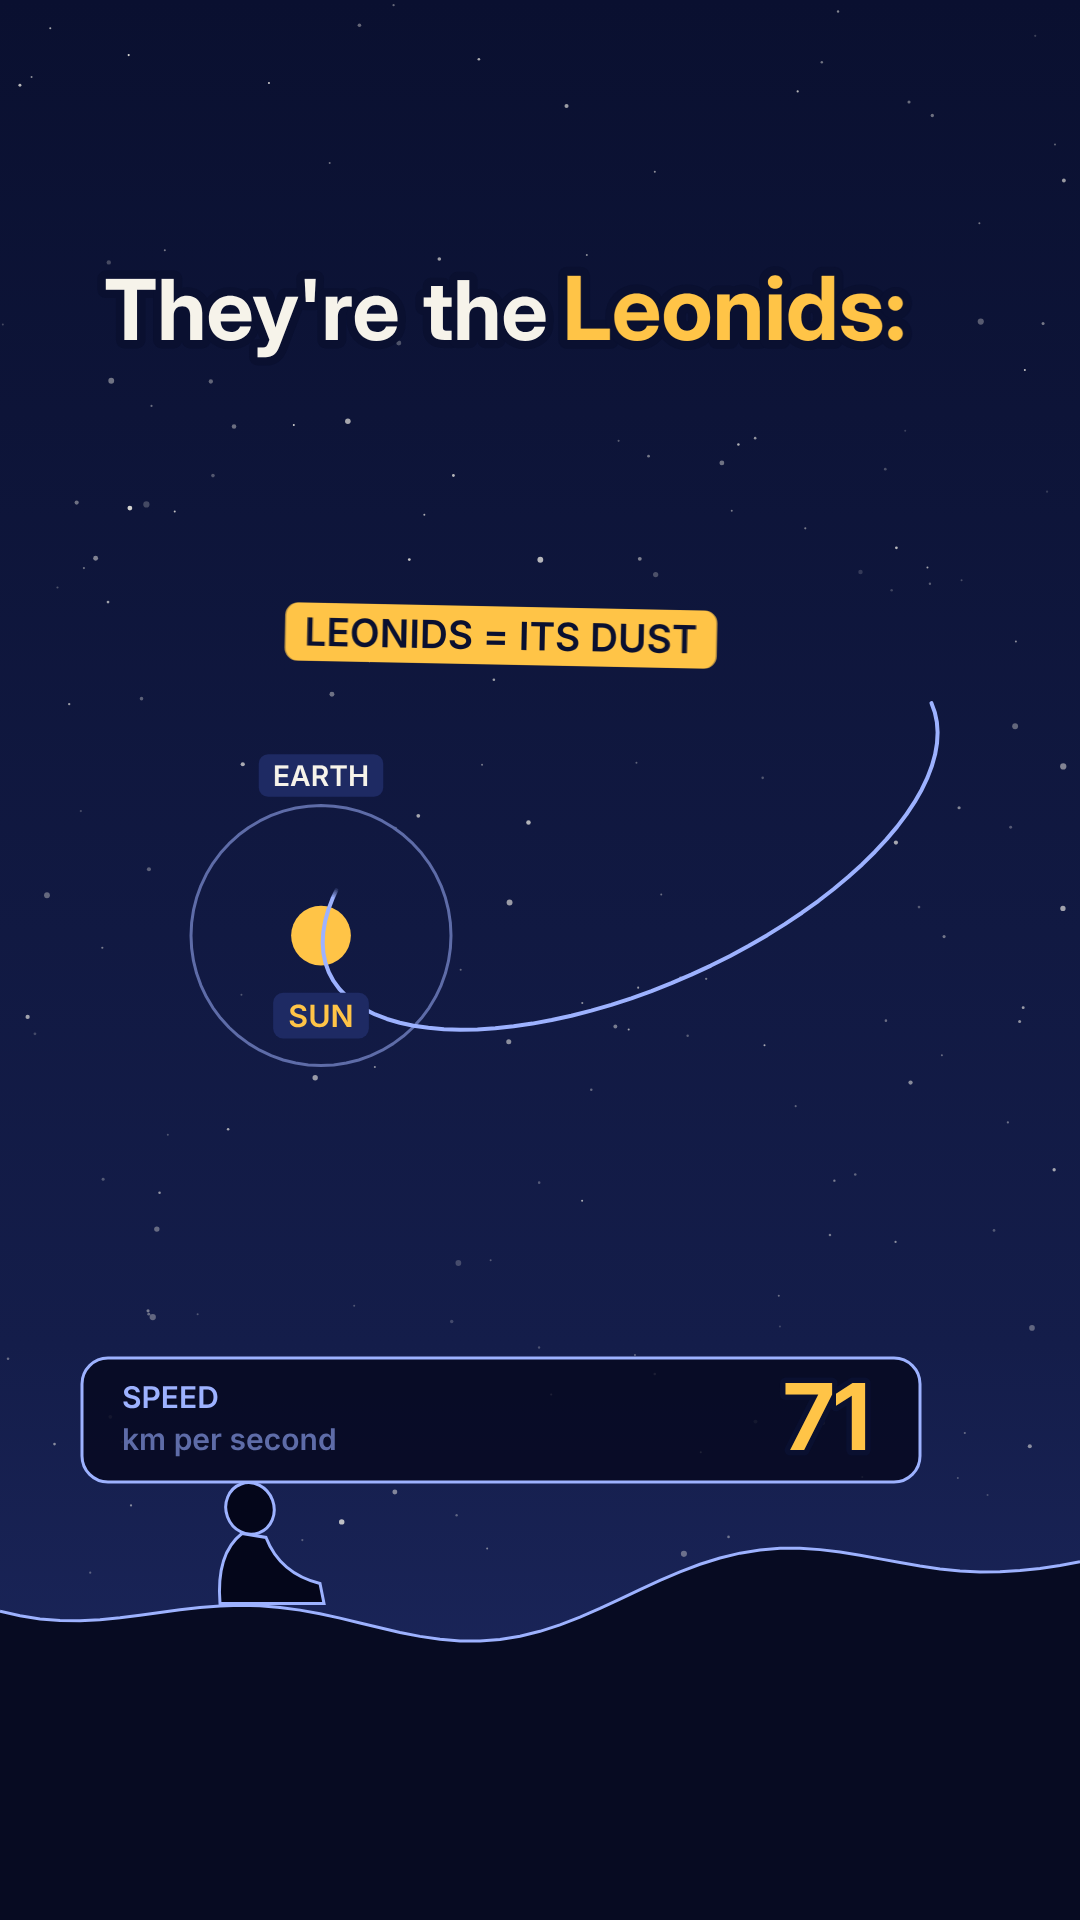 They're the Leonids:
LEONIDS = ITS DUST
EARTH
SUN
SPEED
km per second
71